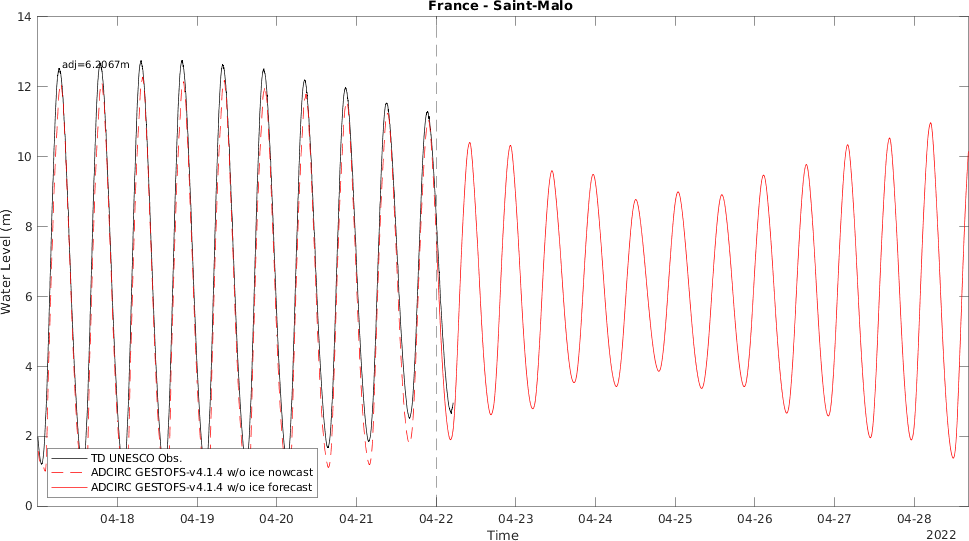 France - Saint-Malo
14
12
10
8
6
4
2
0
Water Level (m)
adj=6.2067m
TD UNESCO Obs.
ADCIRC GESTOFS-v4.1.4 w/o ice nowcast
ADCIRC GESTOFS-v4.1.4 w/o ice forecast
04-18 04-19 04-20 04-21 04-22 04-23 04-24 04-25 04-26 04-27 04-28
Time
2022